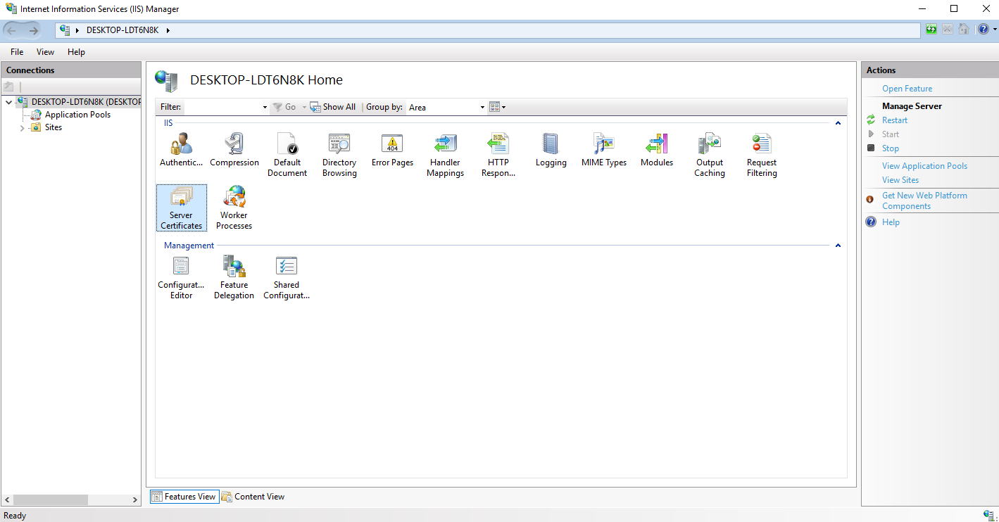 Internet Information Services (IIS) Manager
DESKTOP-LDT6N8K
File View Help
Connections
DESKTOP-LDT6N8K (DESKTOP
Application Pools
Sites
DESKTOP-LDT6N8K Home
Filter: Go Show All Group by: Area
IIS
Authentic... Compression Default Document Directory Browsing Error Pages Handler Mappings HTTP Respon... Logging MIME Types Modules Output Caching Request Filtering
404
Server Certificates Worker Processes
Management
Configurat... Editor Feature Delegation Shared Configurat...
Features View Content View
Actions
Open Feature
Manage Server
Restart
Start
Stop
View Application Pools
View Sites
Get New Web Platform
Components
Help
Ready